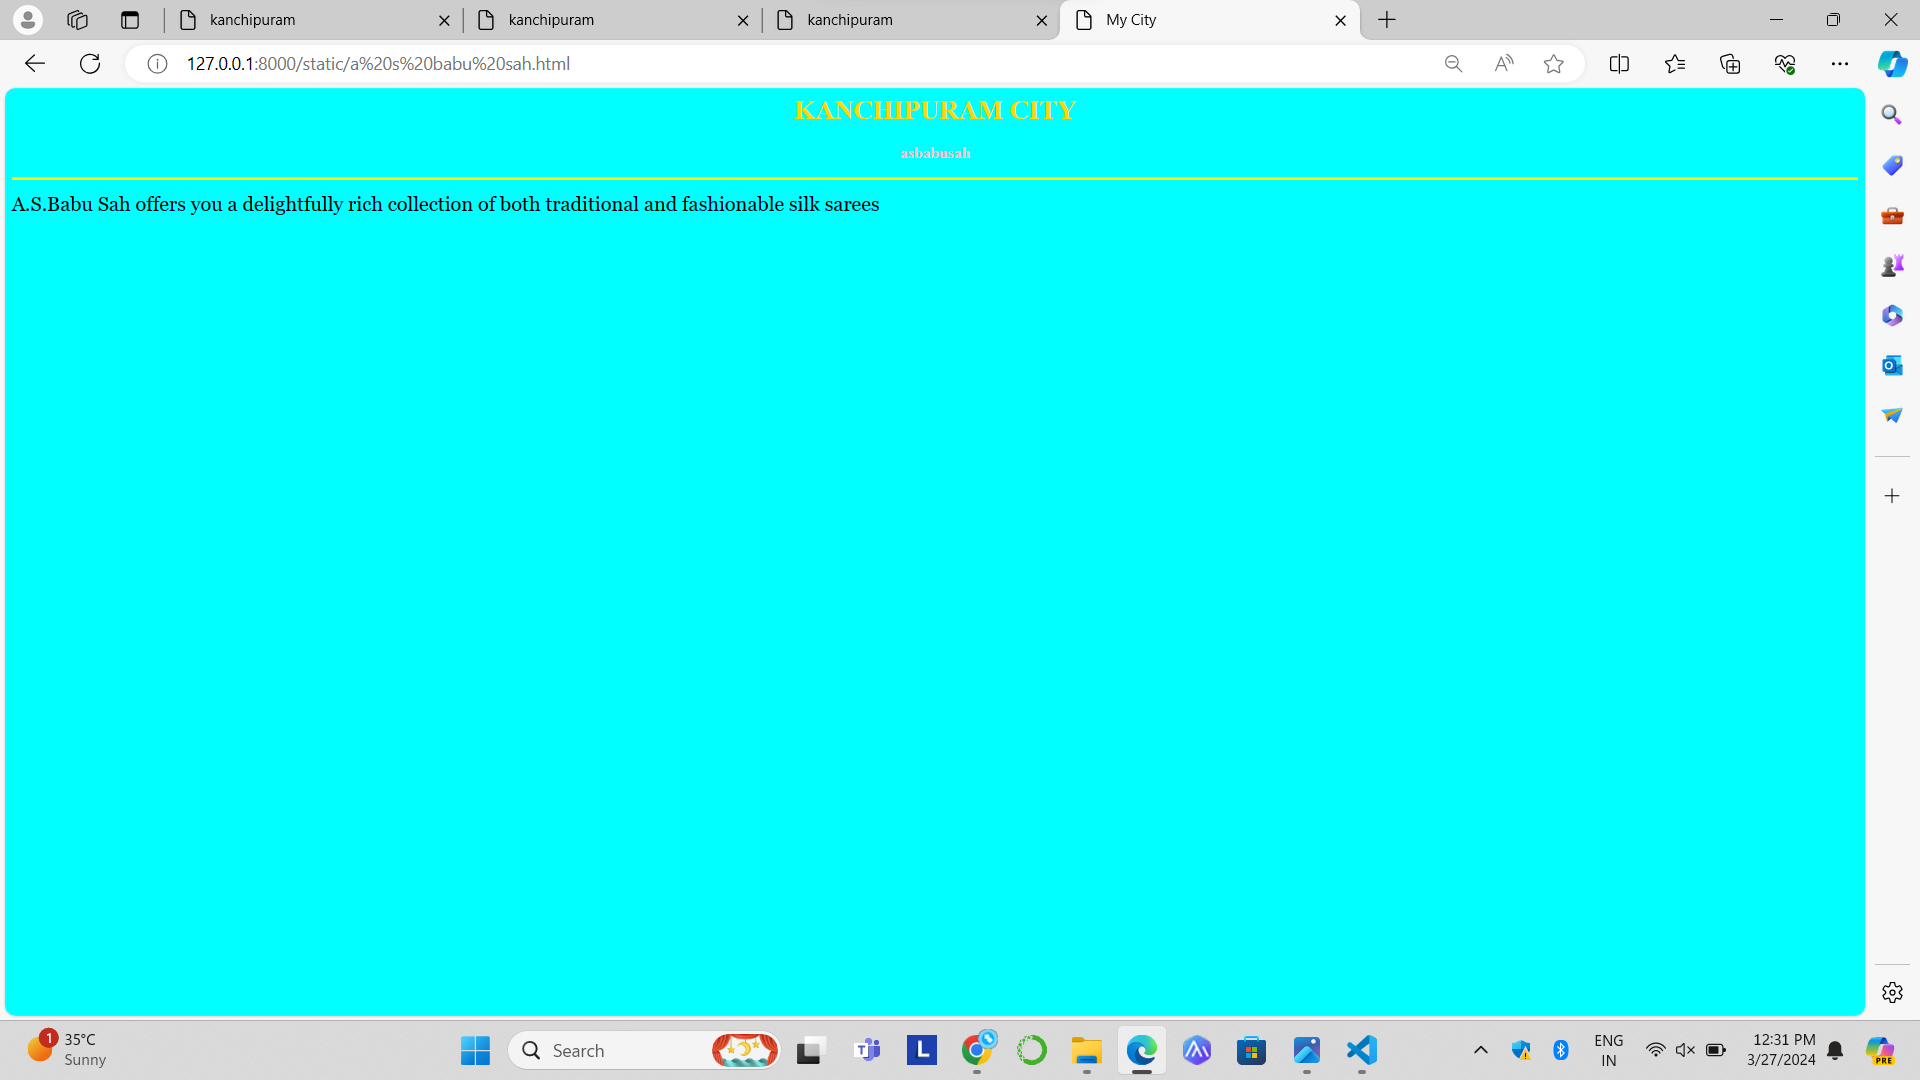 kanchipuram
kanchipuram
kanchipuram
My City
127.0.0.1:8000/static/a%20s%20babu%20sah.html
KANCHIPURAM CITY
asbabusah
A.S.Babu Sah offers you a delightfully rich collection of both traditional and fashionable silk sarees
1
35°C
Sunny
Search
L
ENG
IN
12:31 PM
3/27/2024
PRE